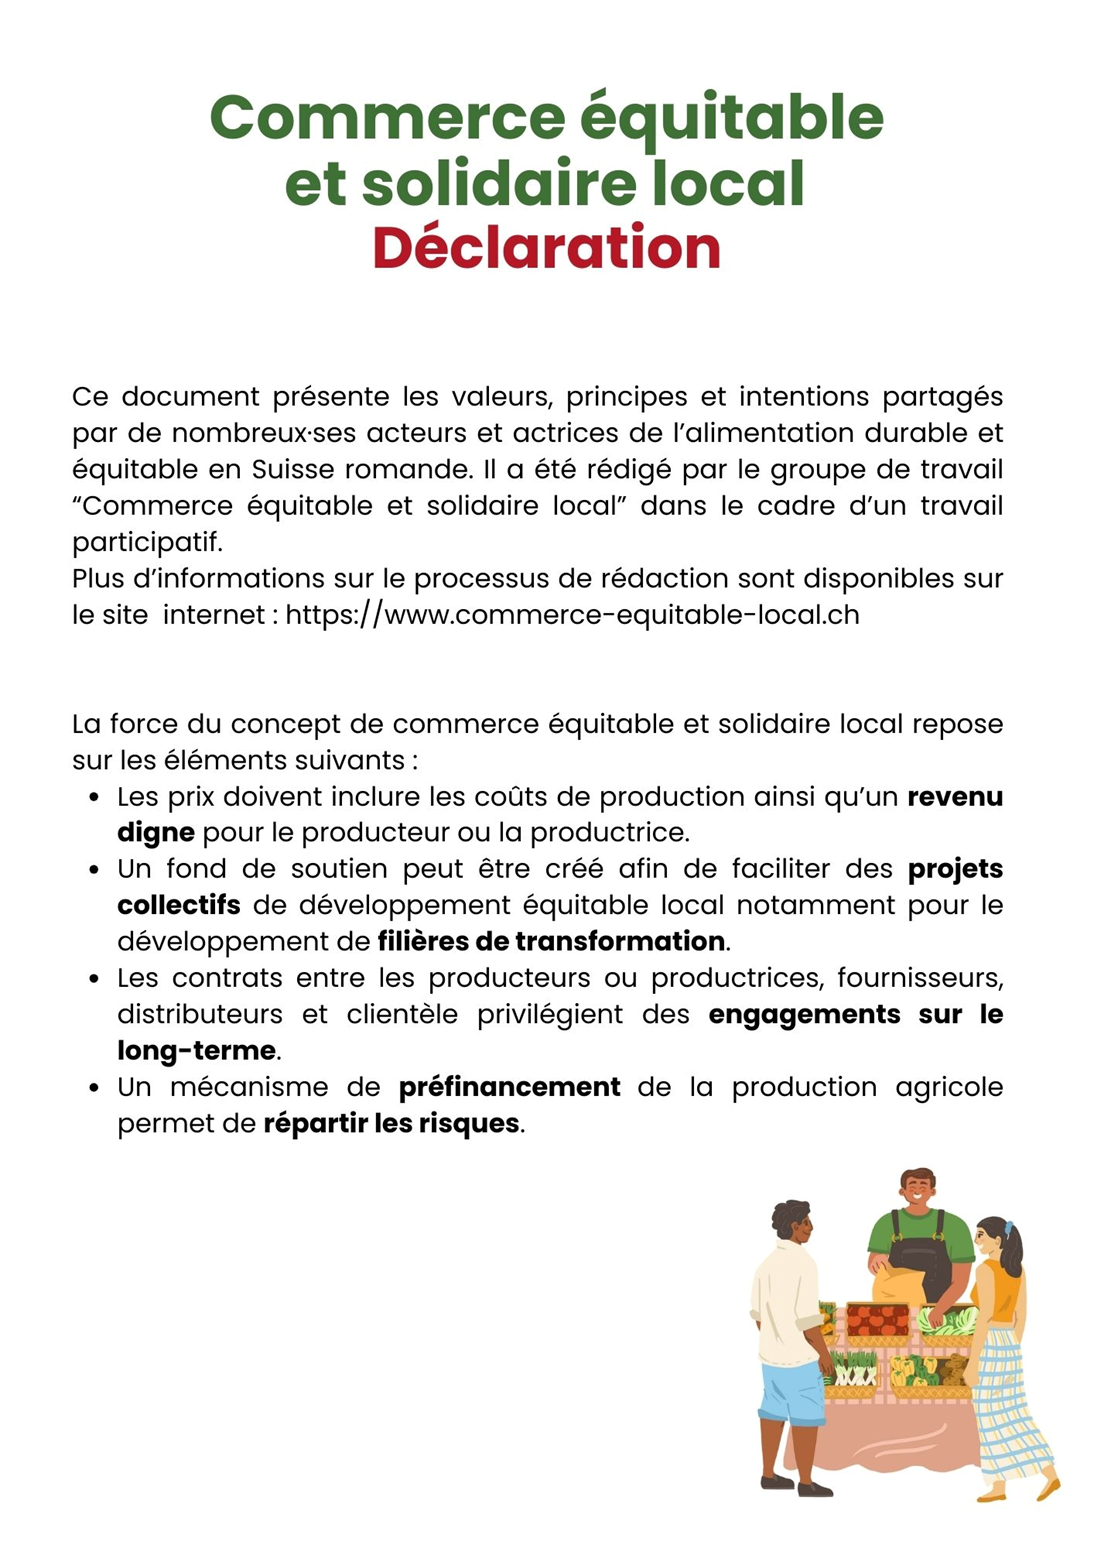 Commerce équitable
et solidaire local
Déclaration
Ce document présente les valeurs, principes et intentions partagés
par de nombreux·ses acteurs et actrices de l’alimentation durable et
équitable en Suisse romande. Il a été rédigé par le groupe de travail
“Commerce équitable et solidaire local” dans le cadre d’un travail
participatif.
Plus d’informations sur le processus de rédaction sont disponibles sur
le site  internet : https://www.commerce-equitable-local.ch
La force du concept de commerce équitable et solidaire local repose
sur les éléments suivants :
• Les prix doivent inclure les coûts de production ainsi qu’un revenu
digne pour le producteur ou la productrice.
• Un fond de soutien peut être créé afin de faciliter des projets
collectifs de développement équitable local notamment pour le
développement de filières de transformation.
• Les contrats entre les producteurs ou productrices, fournisseurs,
distributeurs et clientèle privilégient des engagements sur le
long-terme.
• Un mécanisme de préfinancement de la production agricole
permet de répartir les risques.